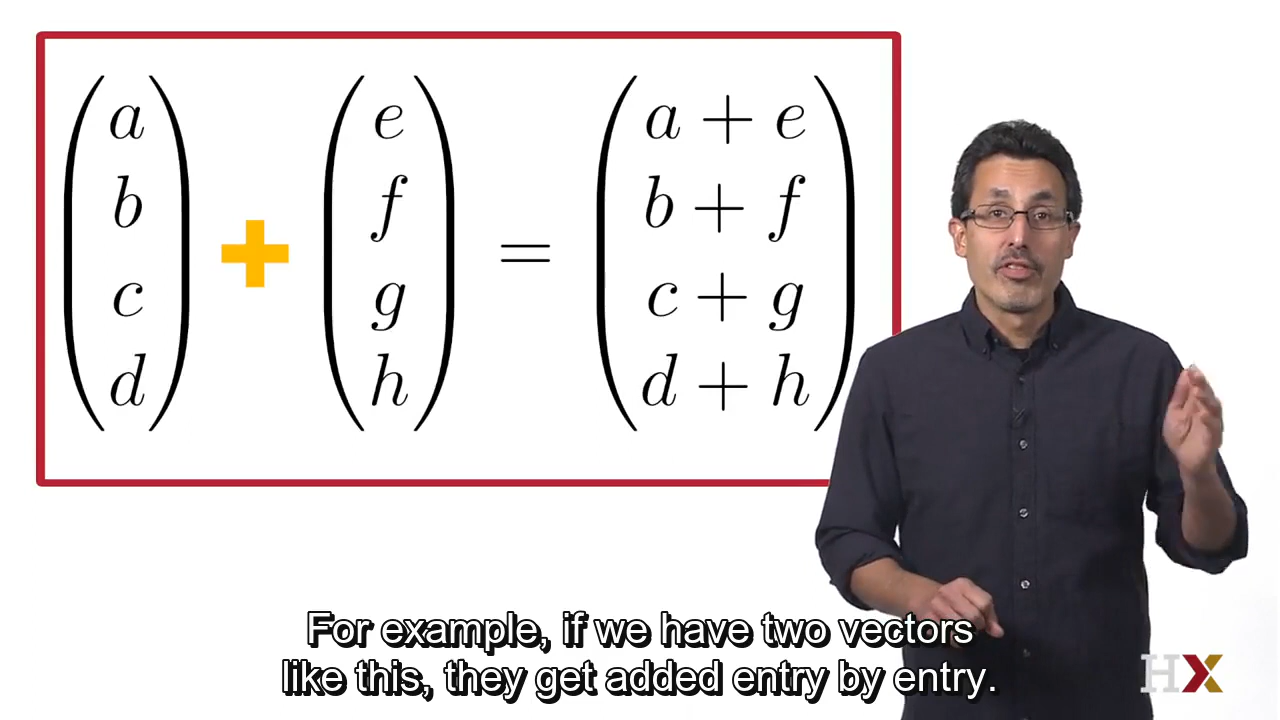 a e a + e
b + f = b + f
c g c + g
d h d + h
For example, if we have two vectors
like this, they get added entry by entry.
HX